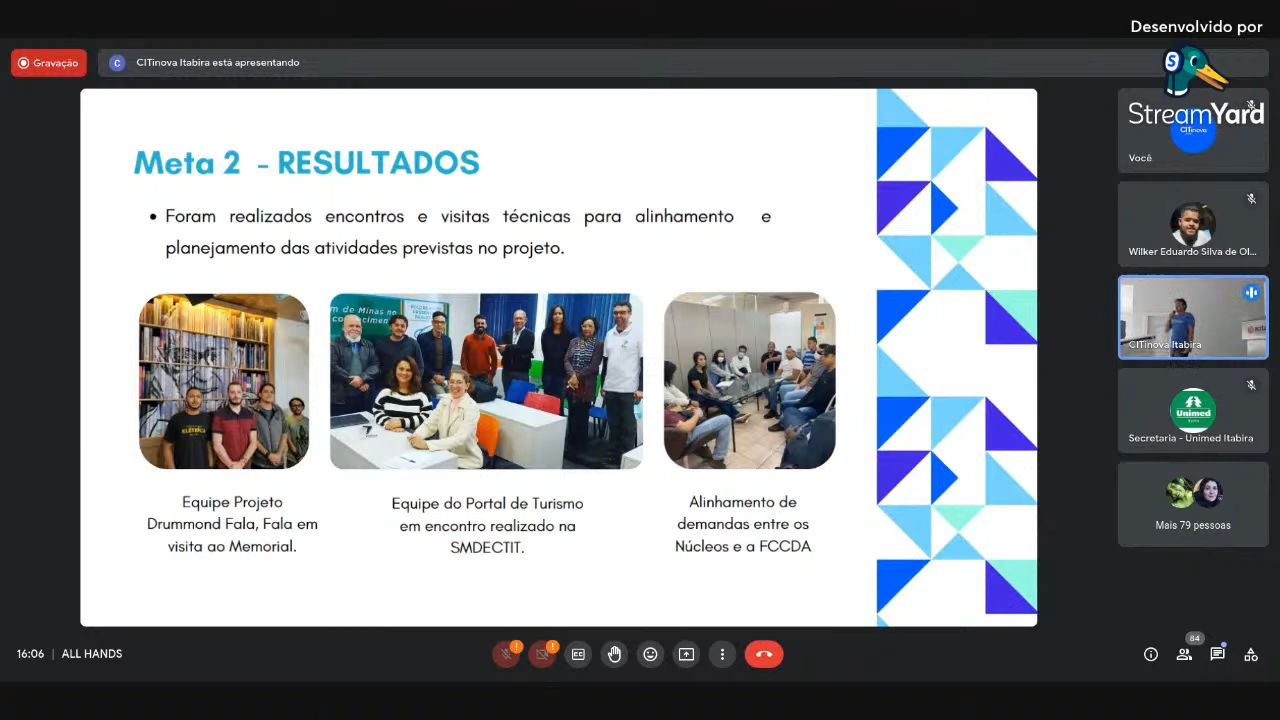 Desenvolvido por
StreamYard
Gravação
C CITinova Itabira está apresentando
Meta 2 - RESULTADOS
• Foram realizados encontros e visitas técnicas para alinhamento e
planejamento das atividades previstas no projeto.
Equipe Projeto
Drummond Fala, Fala em
visita ao Memorial.
Equipe do Portal de Turismo
em encontro realizado na
SMDECTIT.
Alinhamento de
demandas entre os
Núcleos e a FCCDA
CITinova
Você
Wilker Eduardo Silva de Ol...
CITinova Itabira
Unimed
Secretaria - Unimed Itabira
Mais 79 pessoas
16:06 | ALL HANDS
84